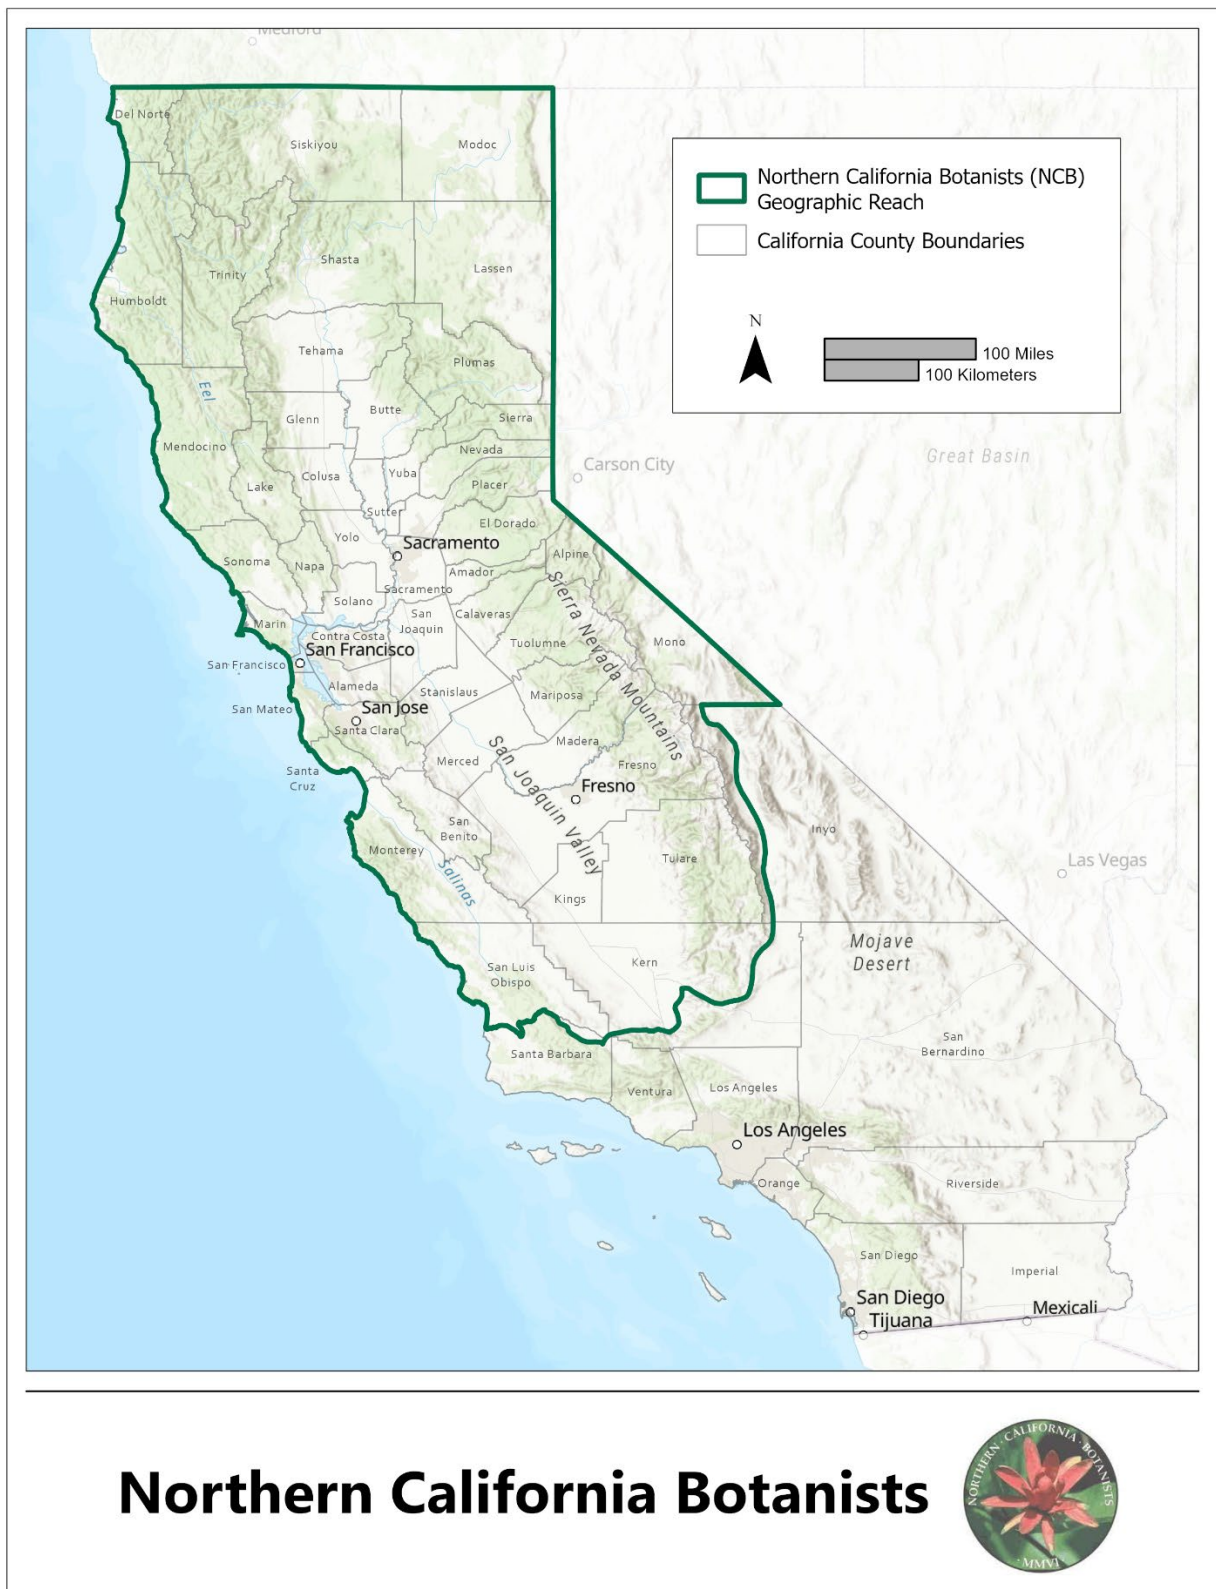 Medford
Del Norte
Siskiyou
Modoc
Northern California Botanists (NCB)
Geographic Reach
California County Boundaries
N
100 Miles
100 Kilometers
Trinity
Shasta
Lassen
Humboldt
Tehama
Plumas
Eel
Glenn
Butte
Sierra
Mendocino
Nevada
Lake
Colusa
Yuba
Placer
Carson City
Great Basin
Sutter
El Dorado
Yolo
Sacramento
Sonoma
Napa
Alpine
Amador
Solano
Sacramento
Calaveras
San
Joaquin
Marin
Contra Costa
Tuolumne
Mono
Sierra Nevada Mountains
San Francisco
San Francisco
Alameda
Stanislaus
Mariposa
San Mateo
San Jose
Santa Clara
Madera
Merced
Fresno
Santa
Cruz
San Joaquin Valley
Fresno
San
Benito
Inyo
Monterey
Salinas
Tulare
Las Vegas
Kings
Mojave
Desert
San Luis
Obispo
Kern
San
Bernardino
Santa Barbara
Ventura
Los Angeles
Los Angeles
Orange
Riverside
San Diego
Imperial
San Diego
Tijuana
Mexicali
Northern California Botanists
NORTHERN · CALIFORNIA · BOTANISTS
· MMVI ·